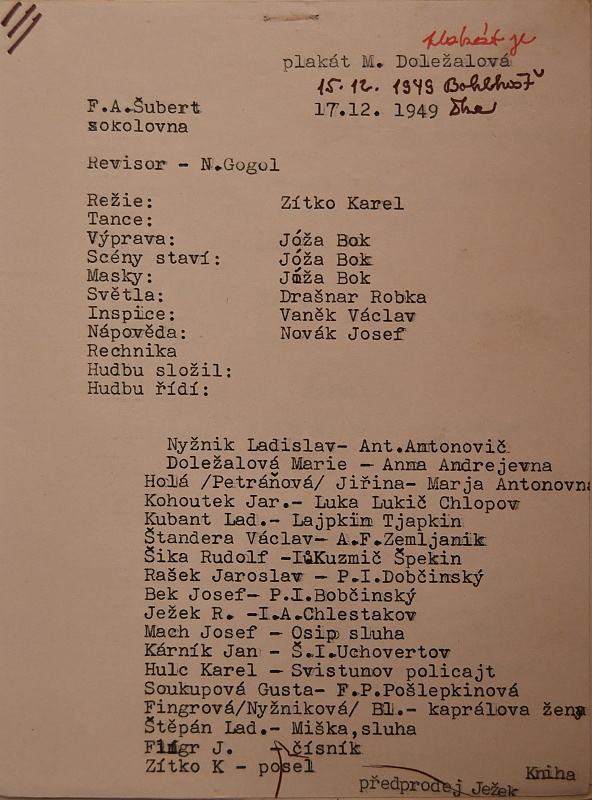 plakát je
plakát M. Doležalová
15.12. 1949
F.A.Šubert 17.12. 1949
sokolovna
Revisor - N.Gogol
Režie: Zítko Karel
Tance:
Výprava: Jóža Bok
Scény staví: Jóža Bok
Masky: Jóža Bok
Světla: Drašnar Robka
Inspice: Vaněk Václav
Nápověda: Novák Josef
Rechnika
Hudbu složil:
Hudbu řídí:
Nyžnik Ladislav- Ant.Antonovič
Doležalová Marie - Anna Andrejevna
Holá /Petráňová/ Jiřina- Marja Antonovna
Kohoutek Jar.- Luka Lukič Chlopov
Kubant Lad.- Lajpkin Tjapkin
Štandera Václav- A.F.Zemljanik
Šika Rudolf -I.Kuzmič Špekin
Rašek Jaroslav - P.I.Dobčinský
Bek Josef- P.I.Bobčinský
Ježek R. -I.A.Chlestakov
Mach Josef - Osip sluha
Kárník Jan - Š.I.Uchovertov
Hulc Karel - Svistunov policajt
Soukupová Gusta- F.P.Pošlepkinová
Fingrová/Nyžniková/ Bl.- kaprálova žena
Štěpán Lad.- Miška,sluha
Fingr J. - číšník
Zítko K - posel
Kniha
předprodej Ježek